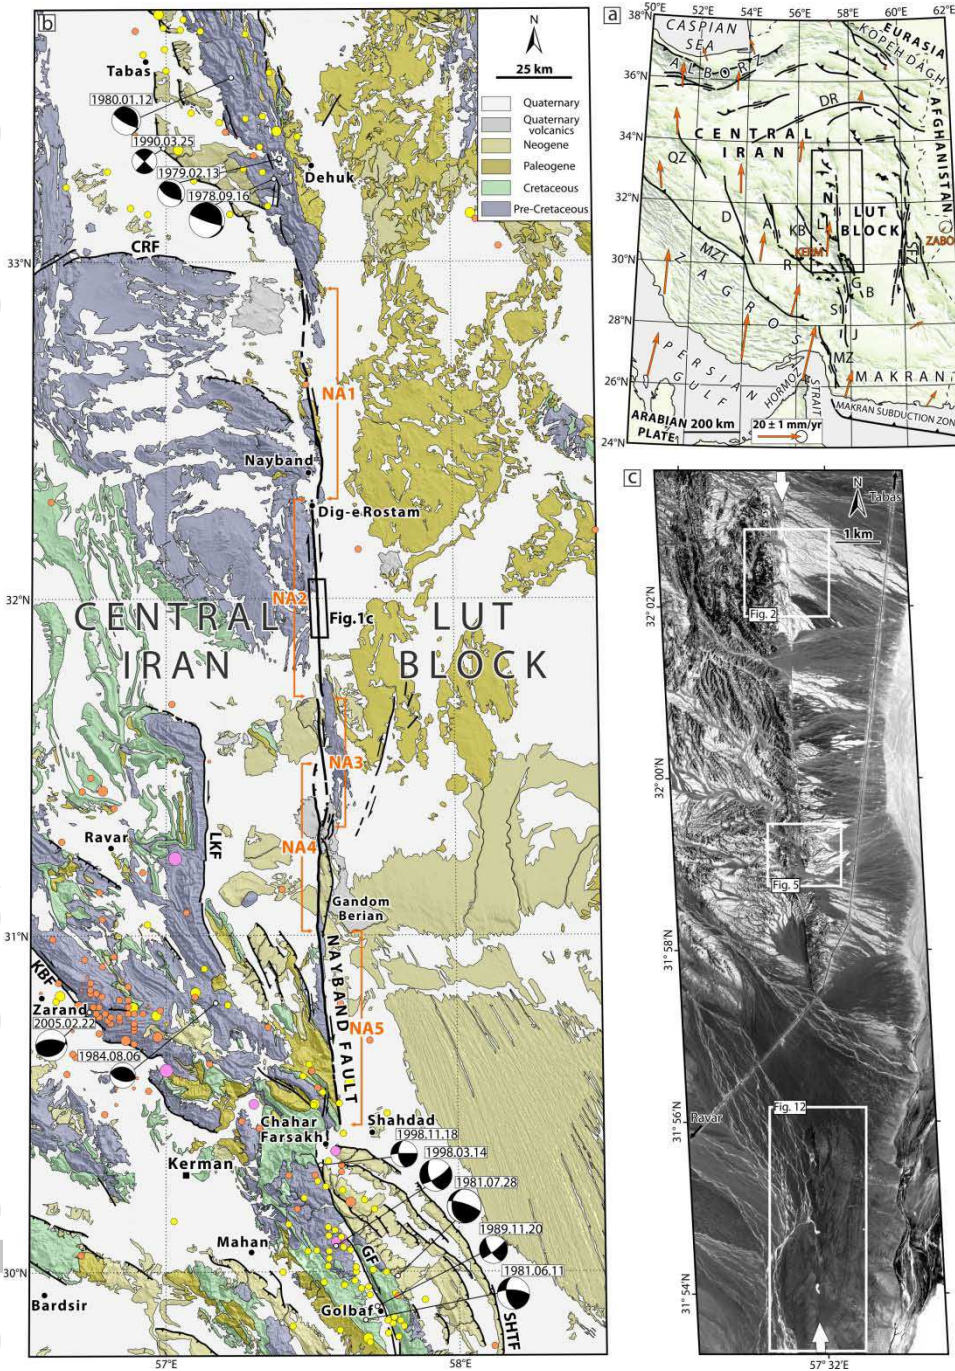 b
N
25 km
Quaternary
Quaternary
volcanics
Neogene
Paleogene
Cretaceous
Pre-Cretaceous
Tabas
1980.01.12
1990.03.25
1979.02.13
1978.09.16
Dehuk
CRF
33°N
NA1
Nayband
Dig-e Rostam
NA2
32°N
Fig.1c
CENTRAL
IRAN
LUT
BLOCK
NA3
Ravar
LKF
NA4
Gandom
Berian
31°N
NAYBAND FAULT
KBF
Zarand
2005.02.22
1984.08.06
NA5
Chahar
Farsakh
Shahdad
1998.11.18
1998.03.14
1981.07.28
1989.11.20
1981.06.11
Kerman
Mahan
GF
30°N
Bardsir
Golbaf
SHTF
57°E
58°E
a
50°E
52°E
54°E
56°E
58°E
60°E
62°E
38°N
36°N
34°N
32°N
30°N
28°N
26°N
24°N
CASPIAN
SEA
EURASIA
KOPEH DAGH
ALBORZ
DR
AFGHANISTAN
CENTRAL
IRAN
QZ
N F
LUT
BLOCK
D
A
KB
L
KERM
ZABO
SFZ
MZT
R
G
B
ZAGROS
S
J
MZ
PERSIAN
GULF
HORMOZ
STRAIT
MAKRAN
MAKRAN SUBDUCTION ZON
ARABIAN
PLATE
200 km
20 ± 1 mm/yr
c
N
Tabas
1 km
Fig. 2
32° 02'N
32° 00'N
Fig. 5
31° 58'N
Ravar
31° 56'N
Fig. 12
31° 54'N
57° 32'E